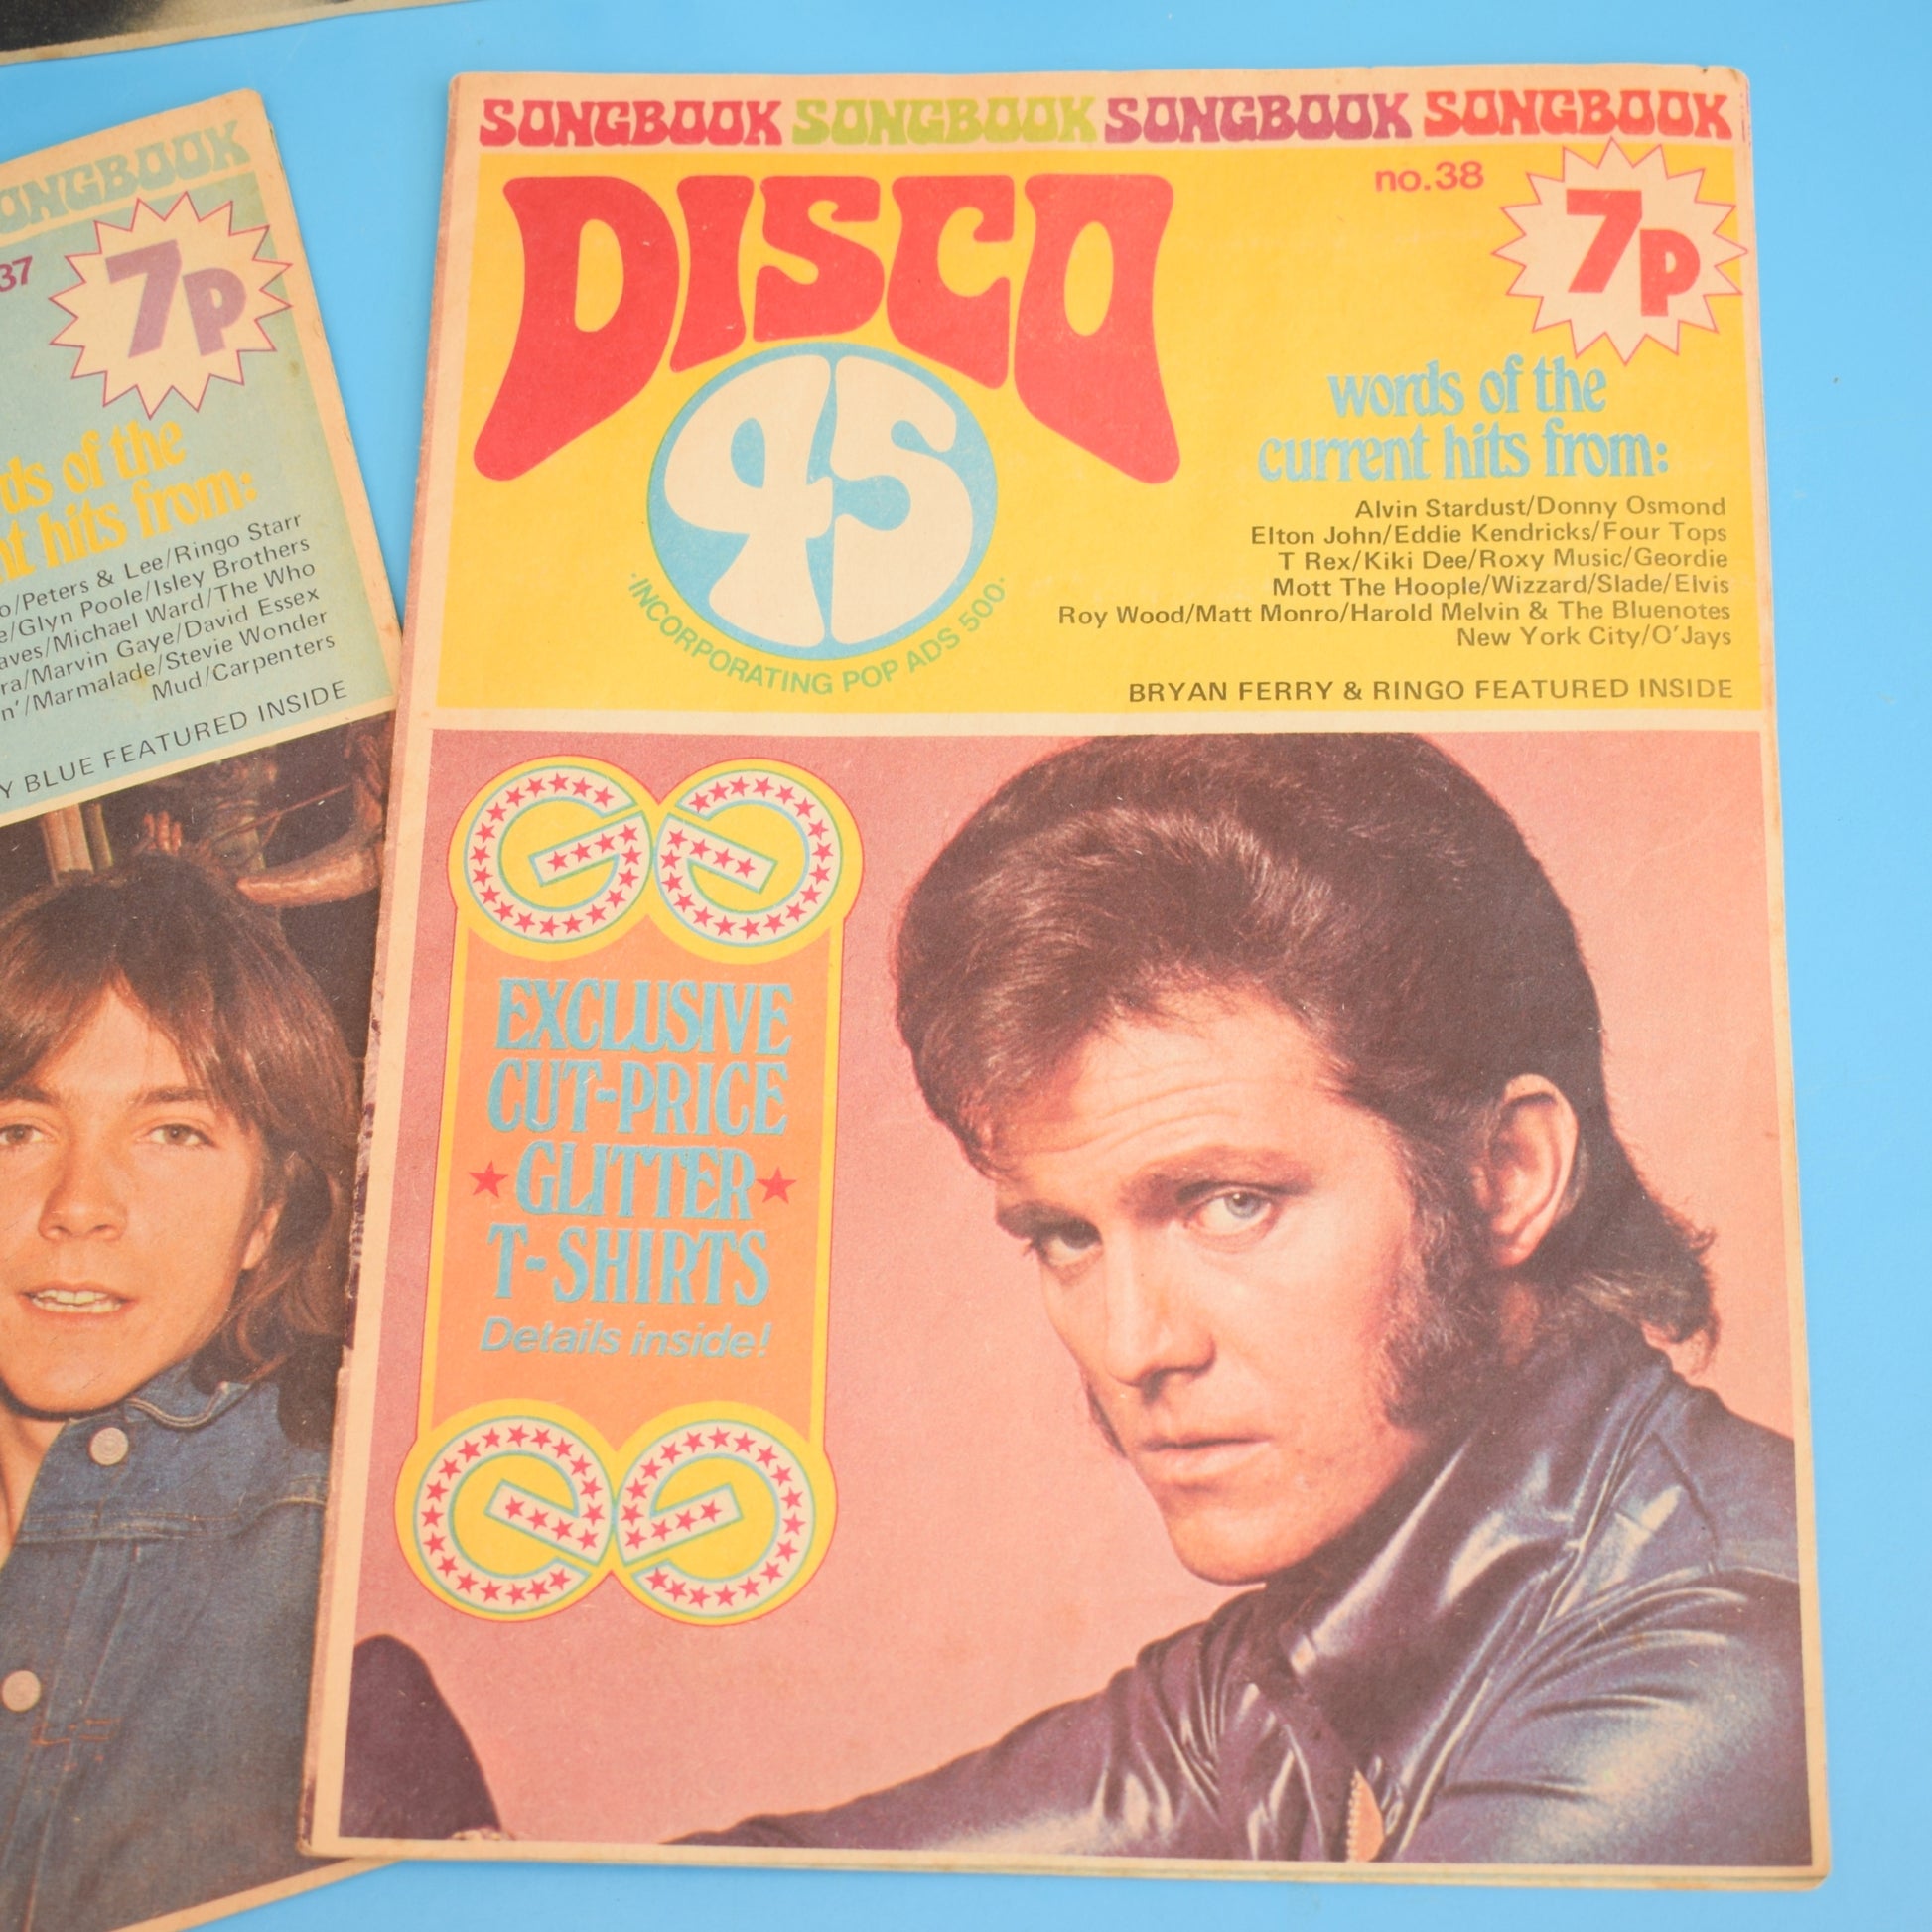 SONGBOOK
37
7p
of the
hits from:
/Peters & Lee/Ringo Starr
/Glyn Poole/Isley Brothers
/Michael Ward/The Who
/Marvin Gaye/David Essex
/Marmalade/Stevie Wonder
Mud/Carpenters
BLUE FEATURED INSIDE
SONGBOOK SONGBOOK SONGBOOK SONGBOOK
no.38
7p
DISCO
45
·INCORPORATING POP ADS 500·
words of the
current hits from:
Alvin Stardust/Donny Osmond
Elton John/Eddie Kendricks/Four Tops
T Rex/Kiki Dee/Roxy Music/Geordie
Mott The Hoople/Wizzard/Slade/Elvis
Roy Wood/Matt Monro/Harold Melvin & The Bluenotes
New York City/O'Jays
BRYAN FERRY & RINGO FEATURED INSIDE
EXCLUSIVE
CUT-PRICE
GLITTER
T-SHIRTS
Details inside!